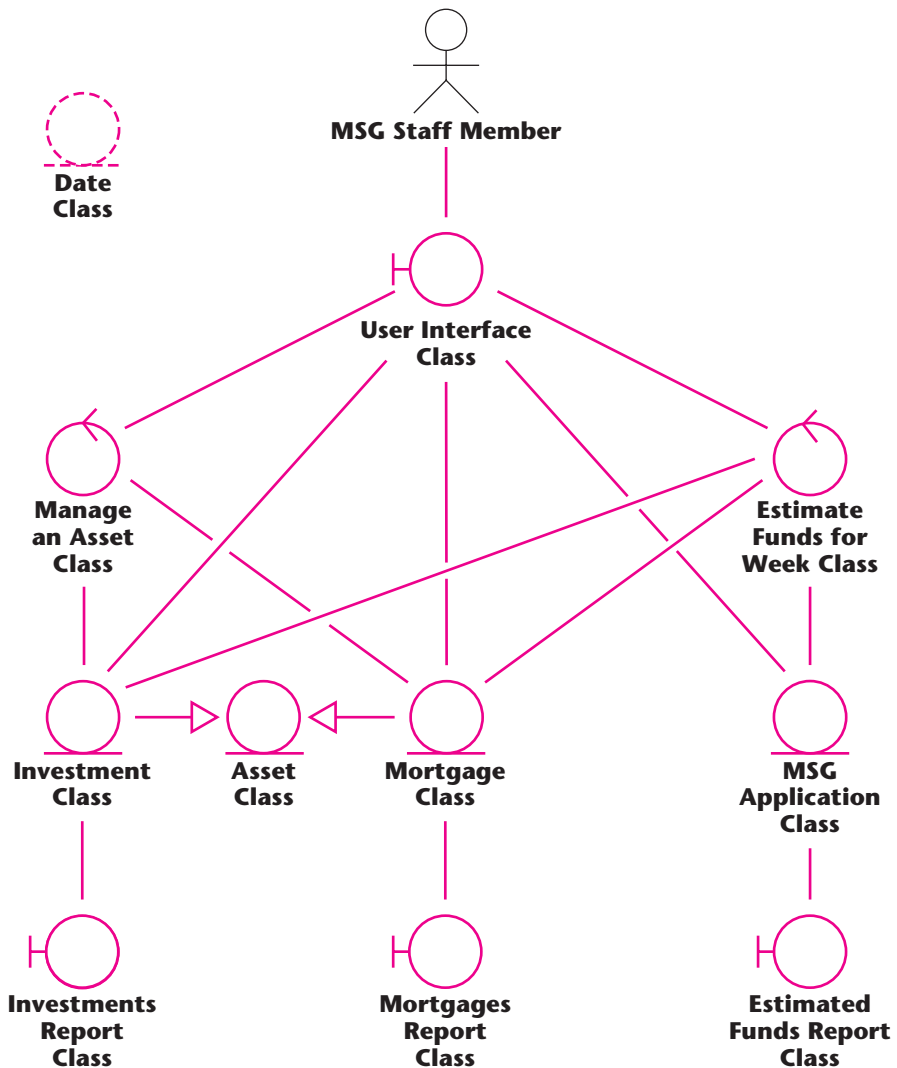 MSG Staff Member
Date
Class
User Interface
Class
Manage
an Asset
Class
Estimate
Funds for
Week Class
Investment
Class
Asset
Class
Mortgage
Class
MSG
Application
Class
Investments
Report
Class
Mortgages
Report
Class
Estimated
Funds Report
Class